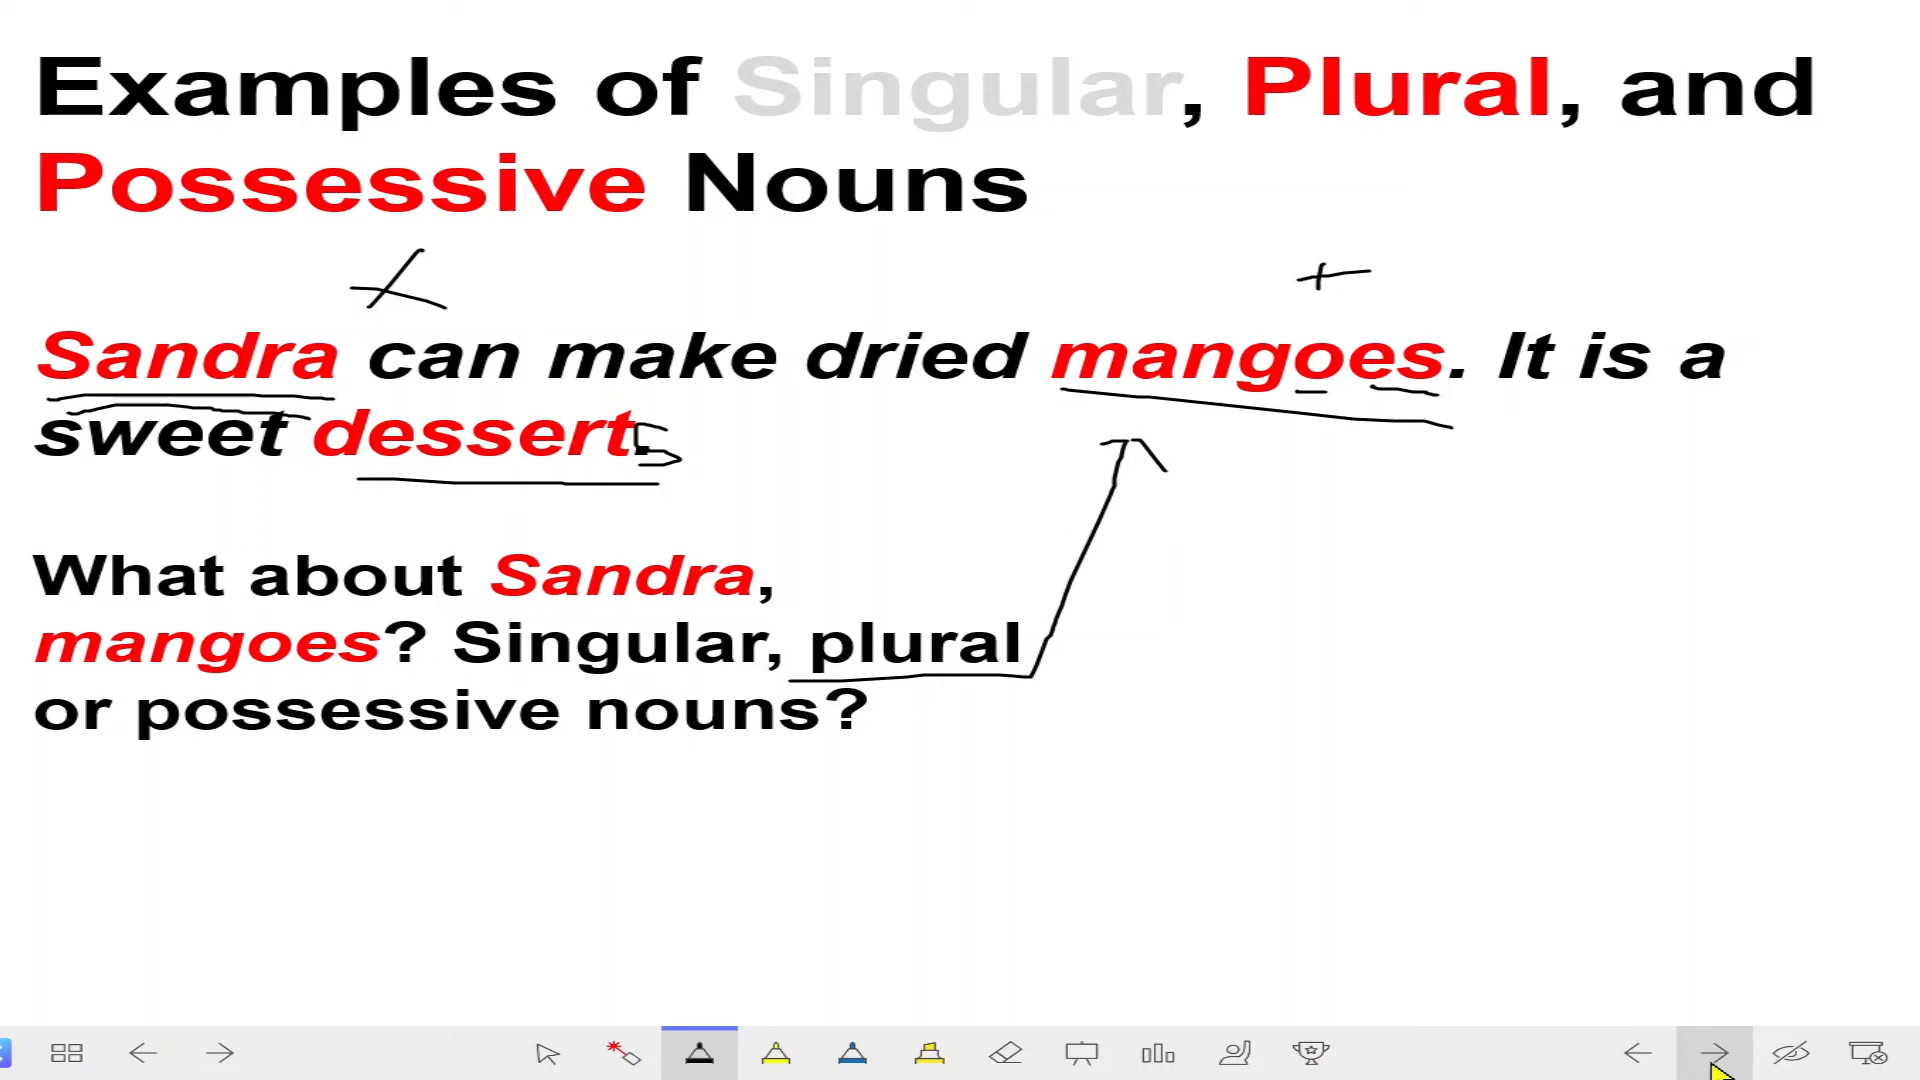 Examples of Singular, Plural, and
Possessive Nouns
Sandra can make dried mangoes. It is a
sweet dessert.
What about Sandra,
mangoes? Singular, plural
or possessive nouns?